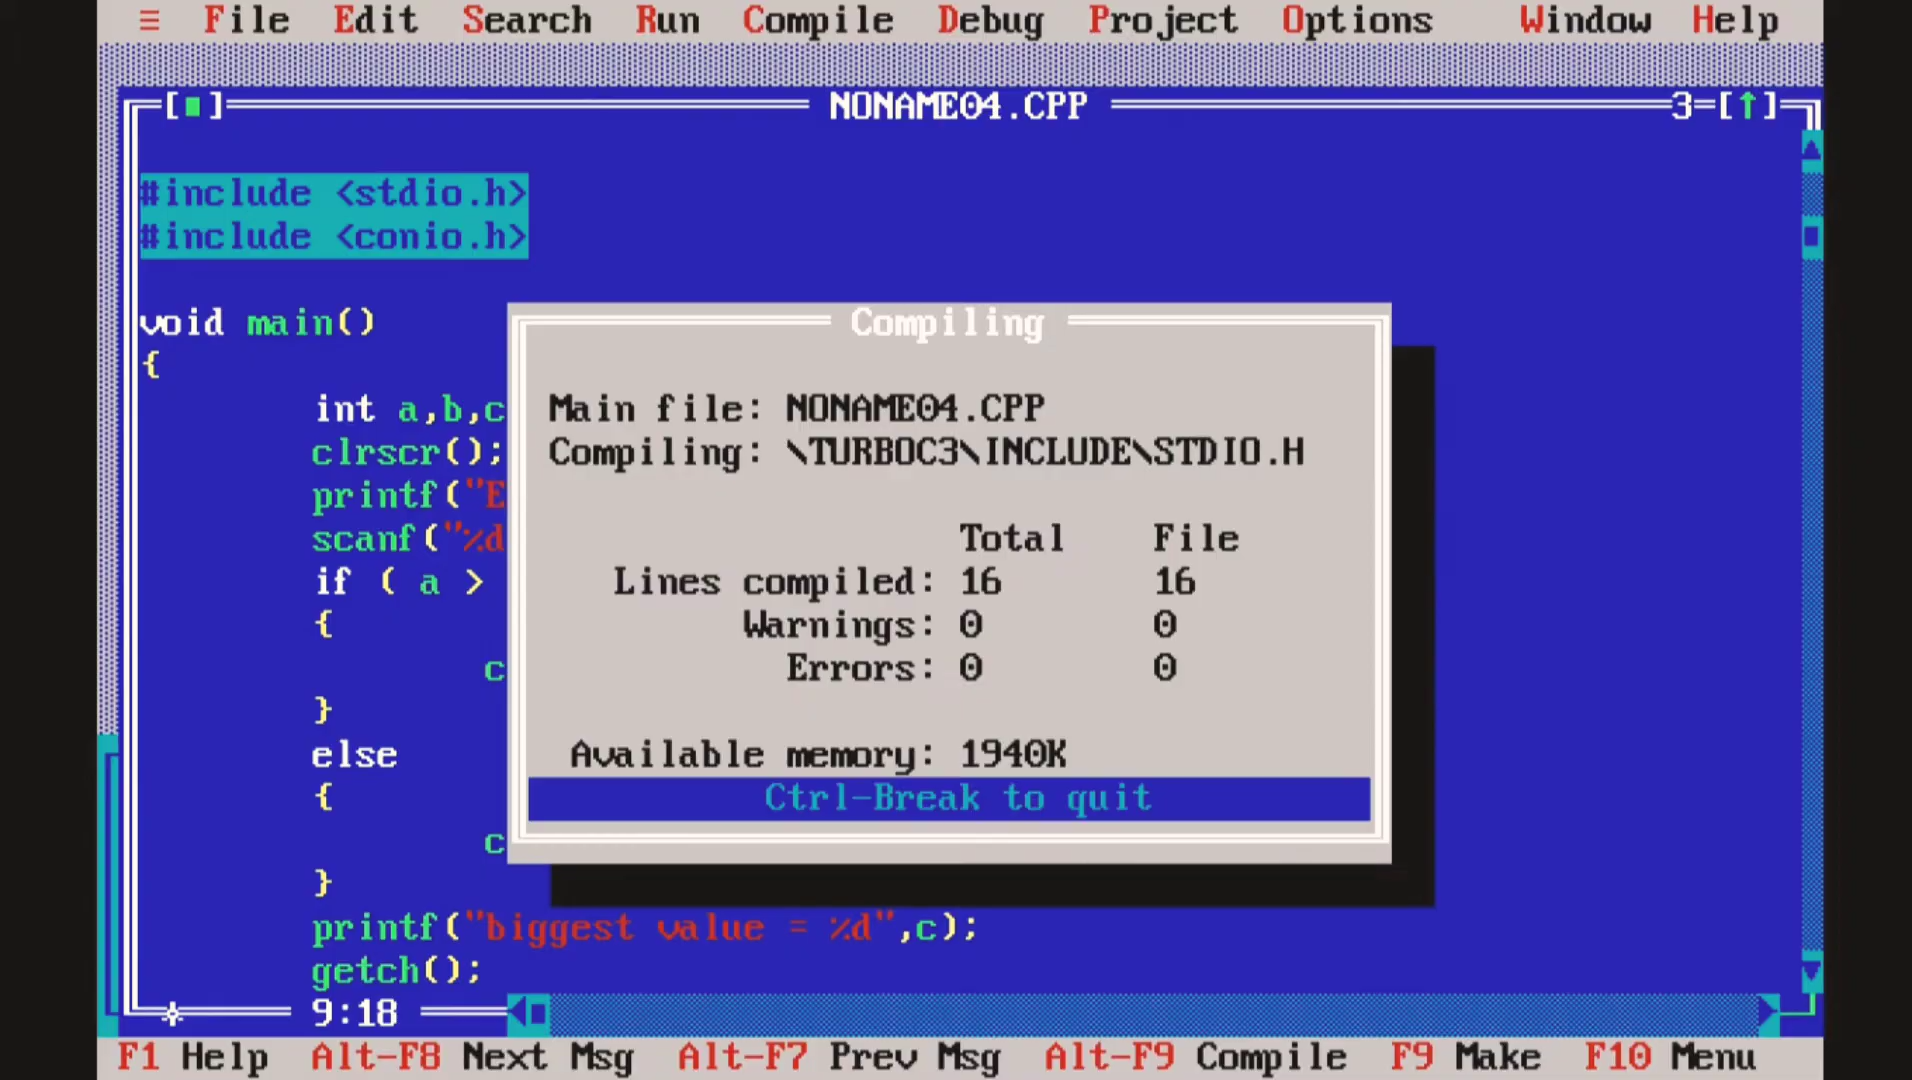 ≡ File Edit Search Run Compile Debug Project Options Window Help
[■] NONAME04.CPP 3=[↑]
#include <stdio.h>
#include <conio.h>
void main()
{
int a,b,c
clrscr();
printf("E
scanf("%d
if ( a >
{
c
}
else
{
c
}
printf("biggest value = %d",c);
getch();
Compiling
Main file: NONAME04.CPP
Compiling: \TURBOC3\INCLUDE\STDIO.H
Total File
Lines compiled: 16 16
Warnings: 0 0
Errors: 0 0
Available memory: 1940K
Ctrl-Break to quit
9:18
F1 Help Alt-F8 Next Msg Alt-F7 Prev Msg Alt-F9 Compile F9 Make F10 Menu